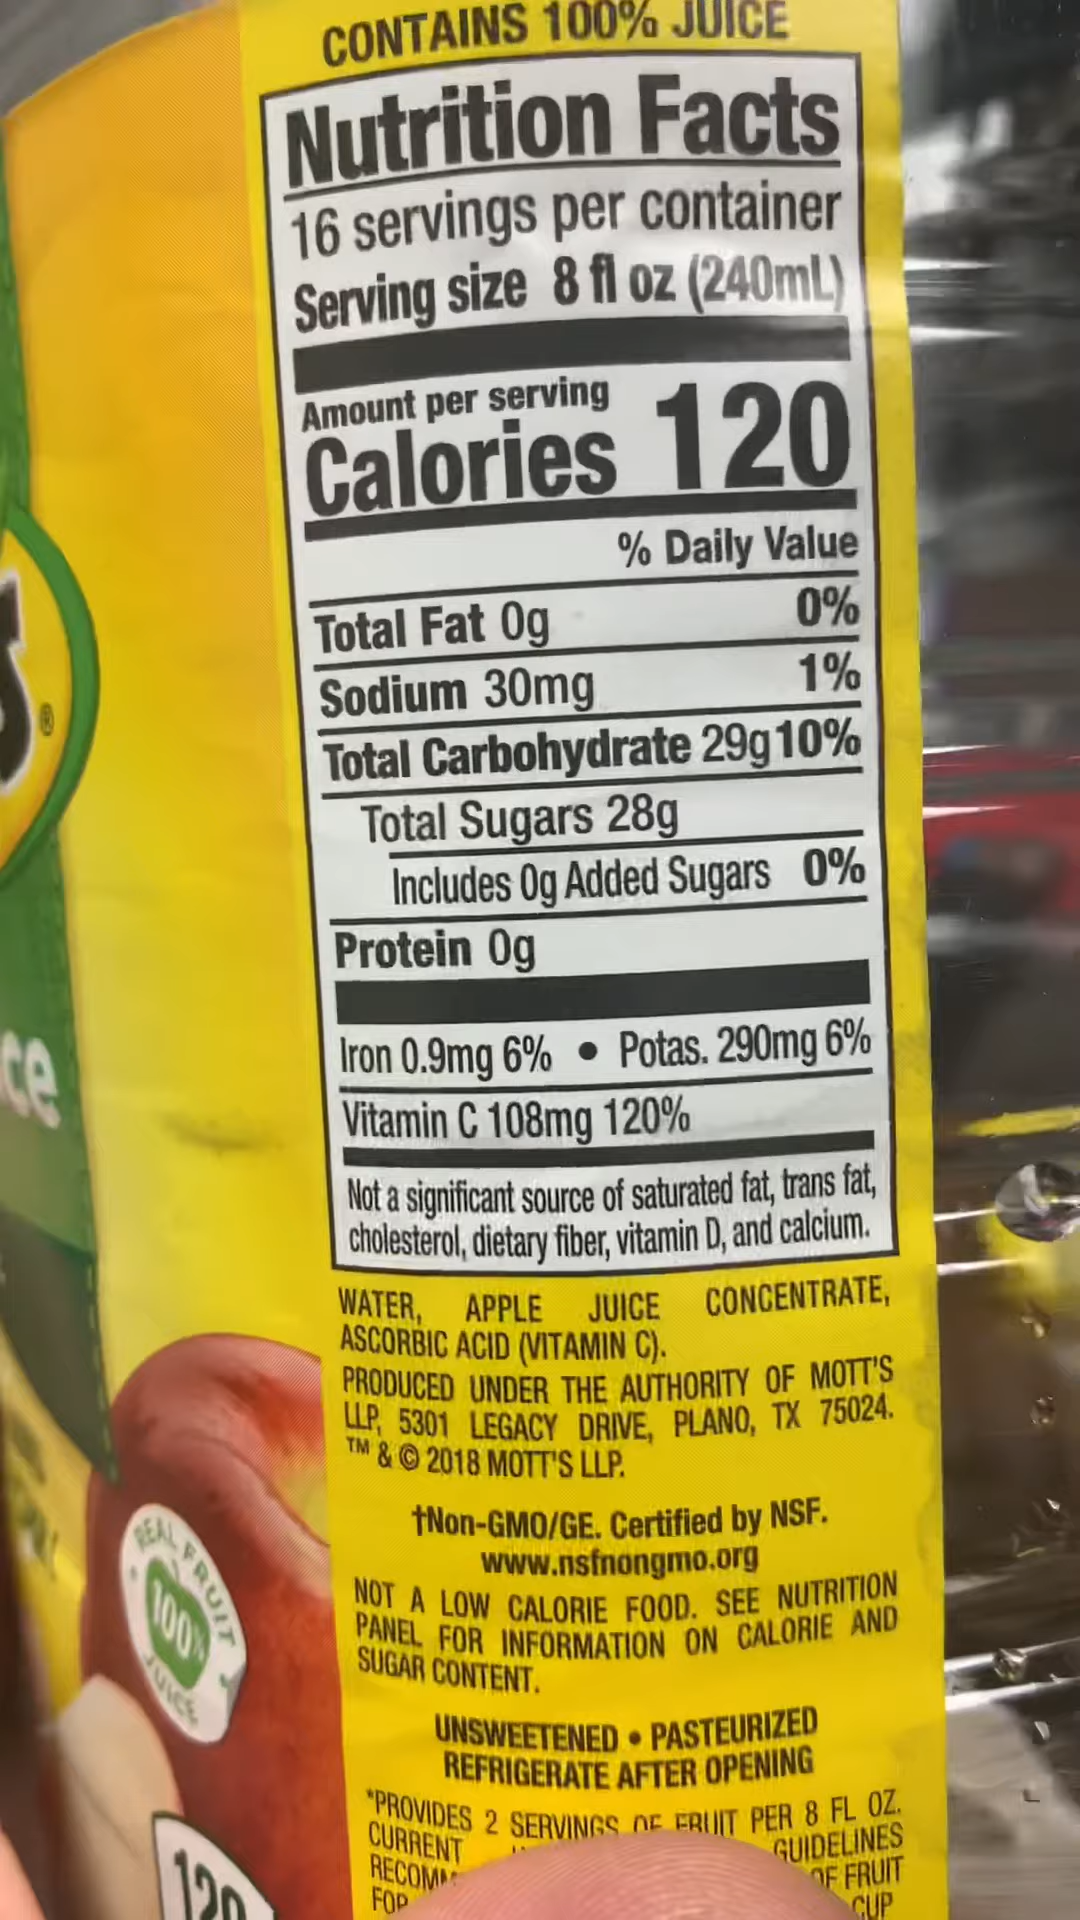 CONTAINS 100% JUICE
Nutrition Facts
16 servings per container
Serving size 8 fl oz (240mL)
Amount per serving
Calories 120
% Daily Value
Total Fat 0g 0%
Sodium 30mg 1%
Total Carbohydrate 29g 10%
Total Sugars 28g
Includes 0g Added Sugars 0%
Protein 0g
Iron 0.9mg 6% • Potas. 290mg 6%
Vitamin C 108mg 120%
Not a significant source of saturated fat, trans fat,
cholesterol, dietary fiber, vitamin D, and calcium.
WATER, APPLE JUICE CONCENTRATE,
ASCORBIC ACID (VITAMIN C).
PRODUCED UNDER THE AUTHORITY OF MOTT'S
LLP, 5301 LEGACY DRIVE, PLANO, TX 75024.
™ & © 2018 MOTT'S LLP.
†Non-GMO/GE. Certified by NSF.
www.nsfnongmo.org
NOT A LOW CALORIE FOOD. SEE NUTRITION
PANEL FOR INFORMATION ON CALORIE AND
SUGAR CONTENT.
UNSWEETENED • PASTEURIZED
REFRIGERATE AFTER OPENING
*PROVIDES 2 SERVINGS OF FRUIT PER 8 FL OZ.
CURRENT GUIDELINES
OF FRUIT
FOR CUP
ce
®
REAL FRUIT
100%
JUICE
120